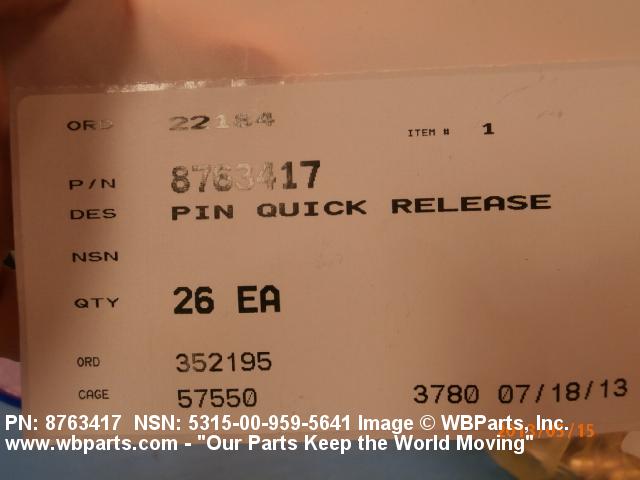 ORD 22184
ITEM # 1
P/N 8763417
DES PIN QUICK RELEASE
NSN
QTY 26 EA
ORD 352195
CAGE 57550 3780 07/18/13
PN: 8763417 NSN: 5315-00-959-5641 Image © WBParts, Inc.
www.wbparts.com - "Our Parts Keep the World Moving"